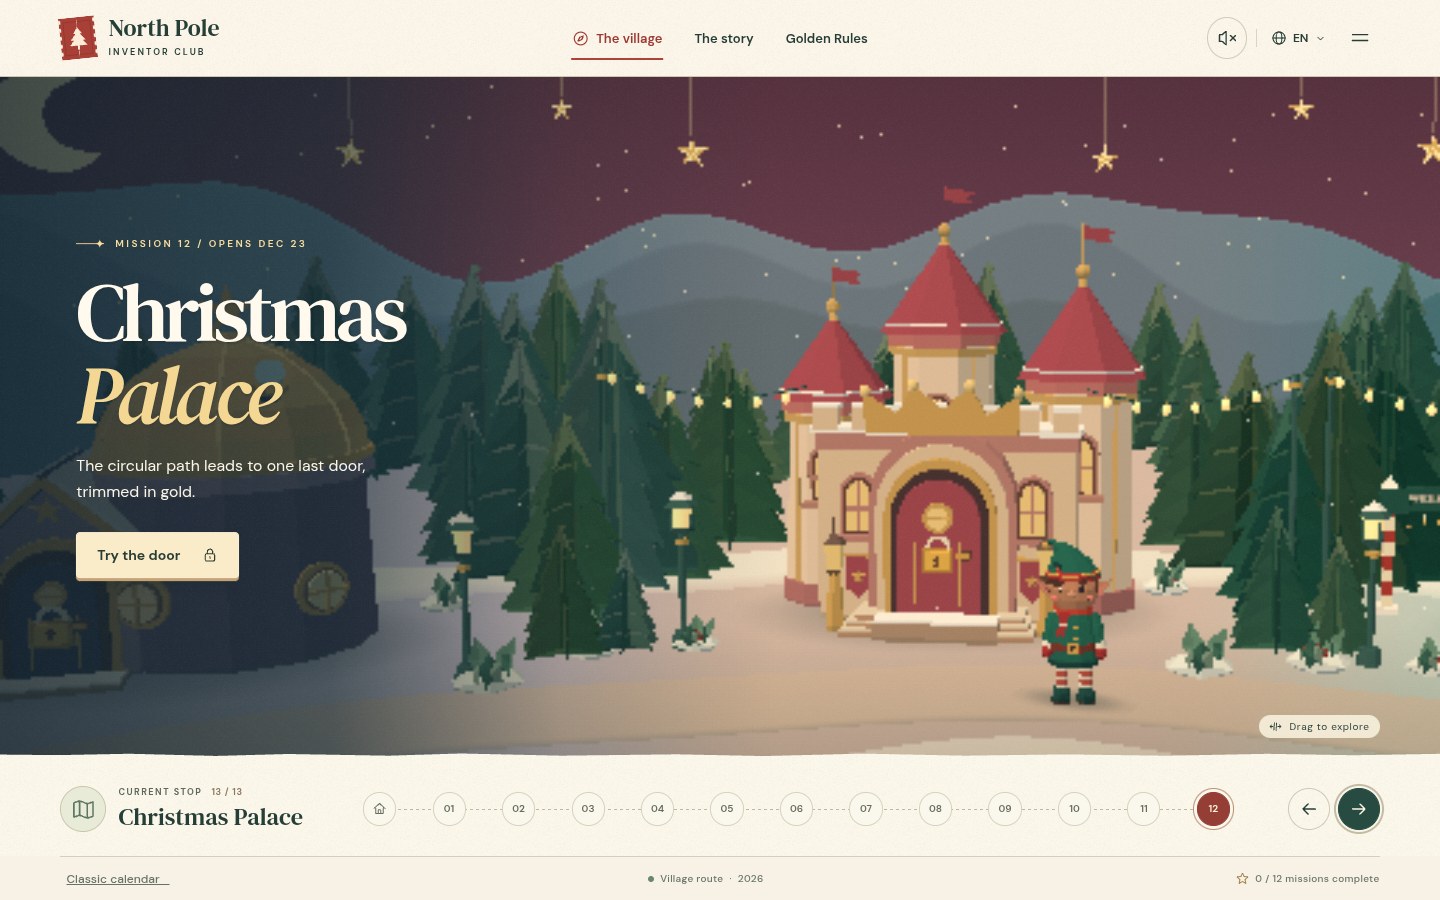 North Pole
INVENTOR CLUB
The village
The story
Golden Rules
EN
MISSION 12 / OPENS DEC 23
Christmas
Palace
The circular path leads to one last door,
trimmed in gold.
Try the door
Drag to explore
CURRENT STOP 13 / 13
Christmas Palace
01 02 03 04 05 06 07 08 09 10 11 12
Classic calendar
Village route · 2026
0 / 12 missions complete